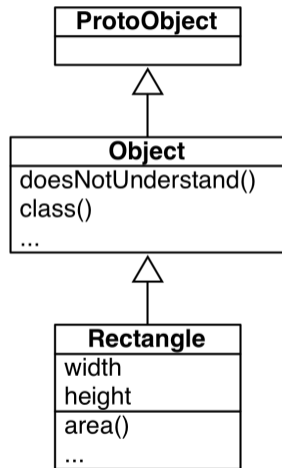 ProtoObject
Object
doesNotUnderstand()
class()
...
Rectangle
width
height
area()
...